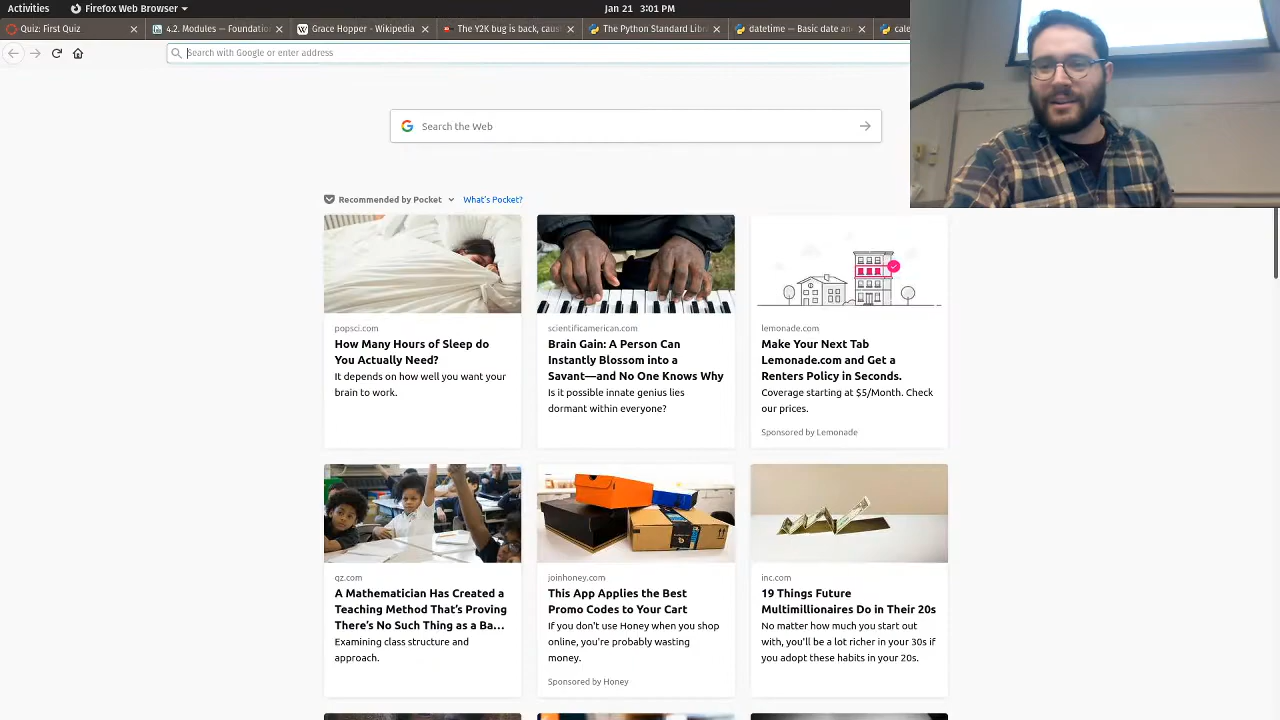 Activities
Firefox Web Browser
Jan 21 3:01 PM
Quiz: First Quiz
4.2. Modules — Foundatio
Grace Hopper - Wikipedia
The Y2K bug is back, caus
The Python Standard Libr
datetime — Basic date an
cale
Search with Google or enter address
Search the Web
Recommended by Pocket
What's Pocket?
popsci.com
How Many Hours of Sleep do
You Actually Need?
It depends on how well you want your
brain to work.
scientificamerican.com
Brain Gain: A Person Can
Instantly Blossom into a
Savant—and No One Knows Why
Is it possible innate genius lies
dormant within everyone?
lemonade.com
Make Your Next Tab
Lemonade.com and Get a
Renters Policy in Seconds.
Coverage starting at $5/Month. Check
our prices.
Sponsored by Lemonade
qz.com
A Mathematician Has Created a
Teaching Method That's Proving
There's No Such Thing as a Ba...
Examining class structure and
approach.
joinhoney.com
This App Applies the Best
Promo Codes to Your Cart
If you don't use Honey when you shop
online, you're probably wasting
money.
Sponsored by Honey
inc.com
19 Things Future
Multimillionaires Do in Their 20s
No matter how much you start out
with, you'll be a lot richer in your 30s if
you adopt these habits in your 20s.